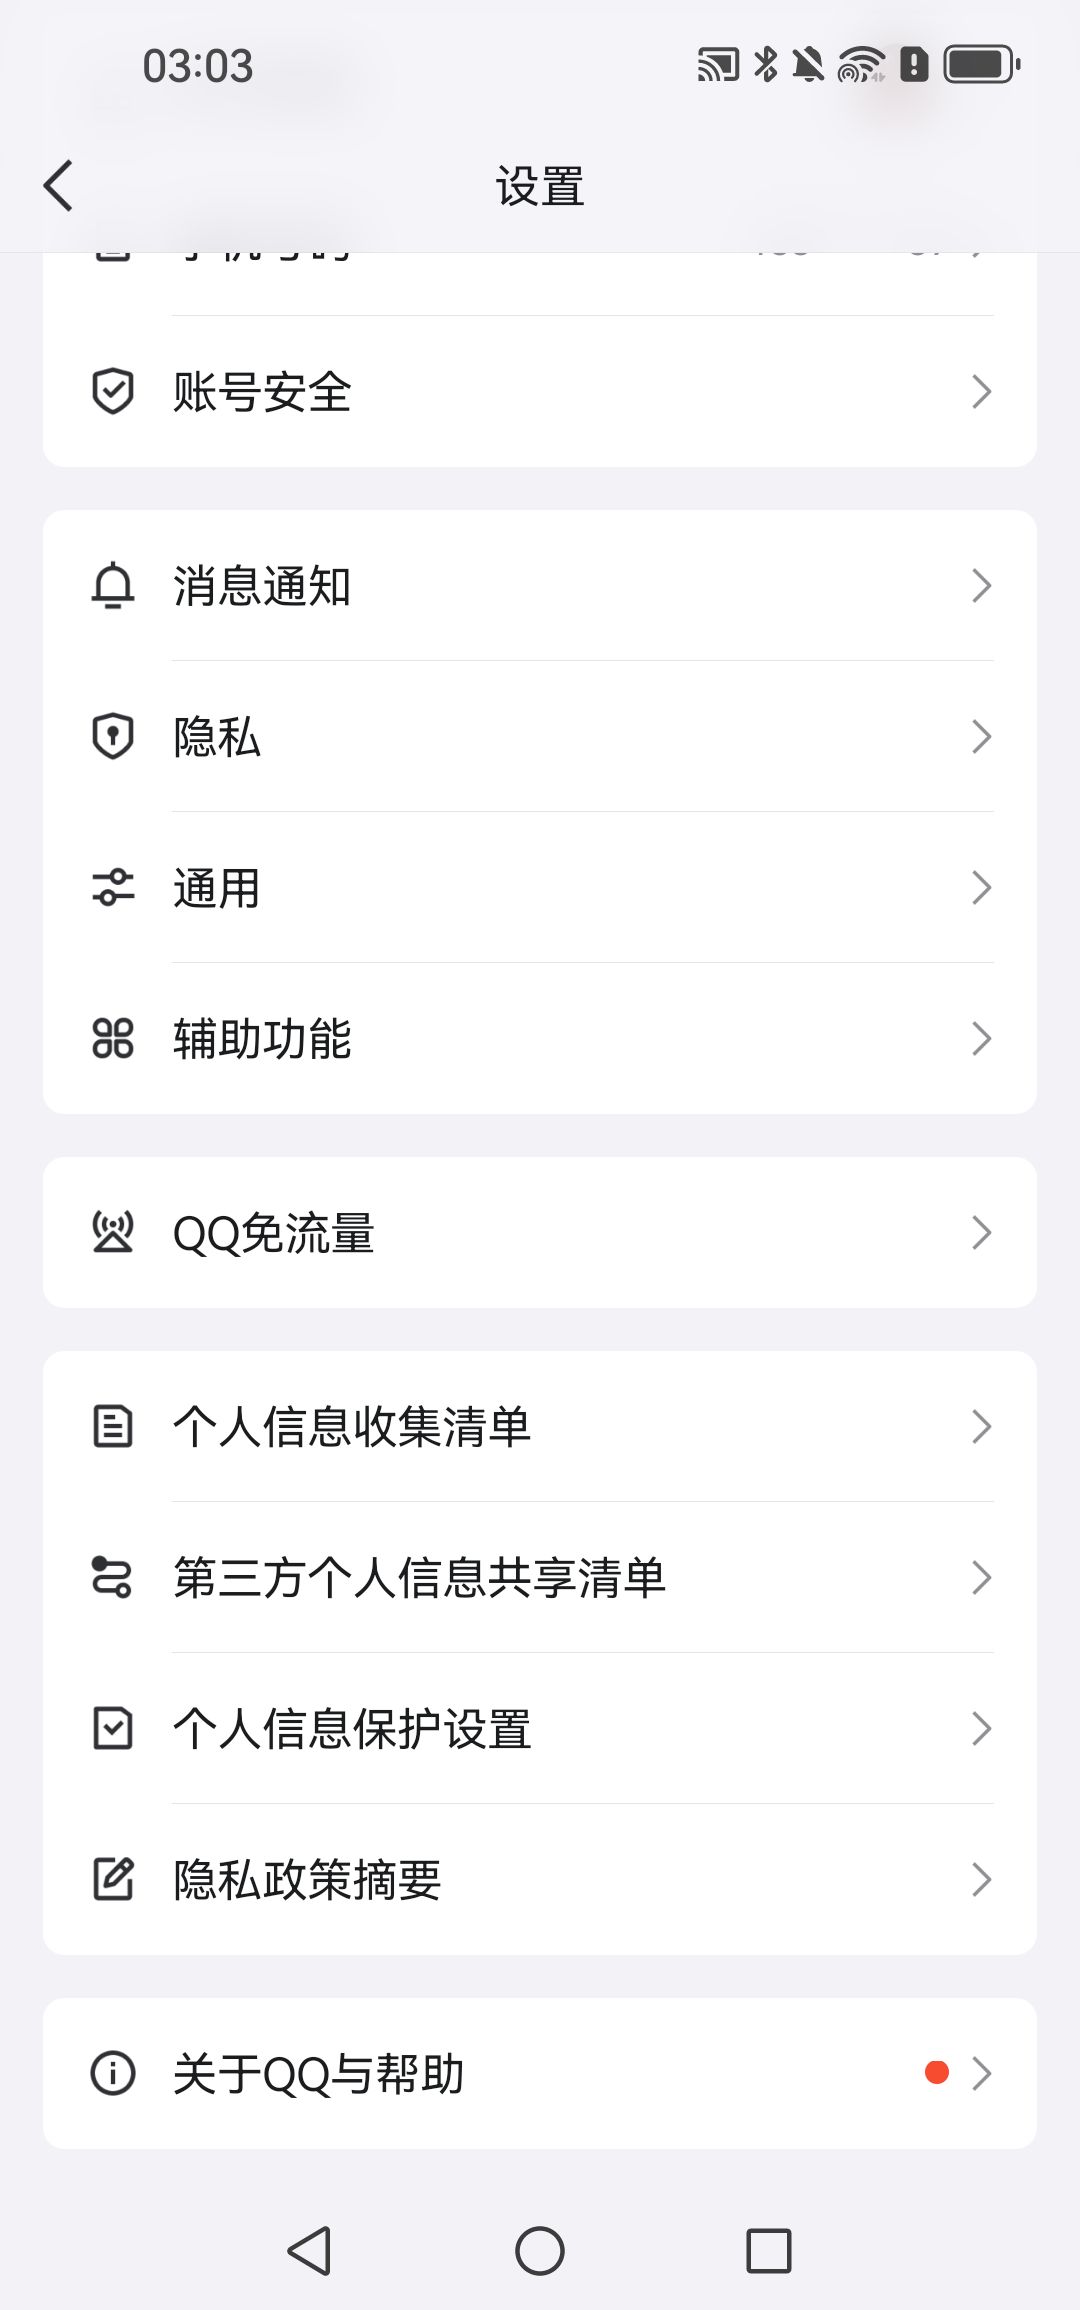 03:03
设置
账号安全
消息通知
隐私
通用
辅助功能
QQ免流量
个人信息收集清单
第三方个人信息共享清单
个人信息保护设置
隐私政策摘要
关于QQ与帮助